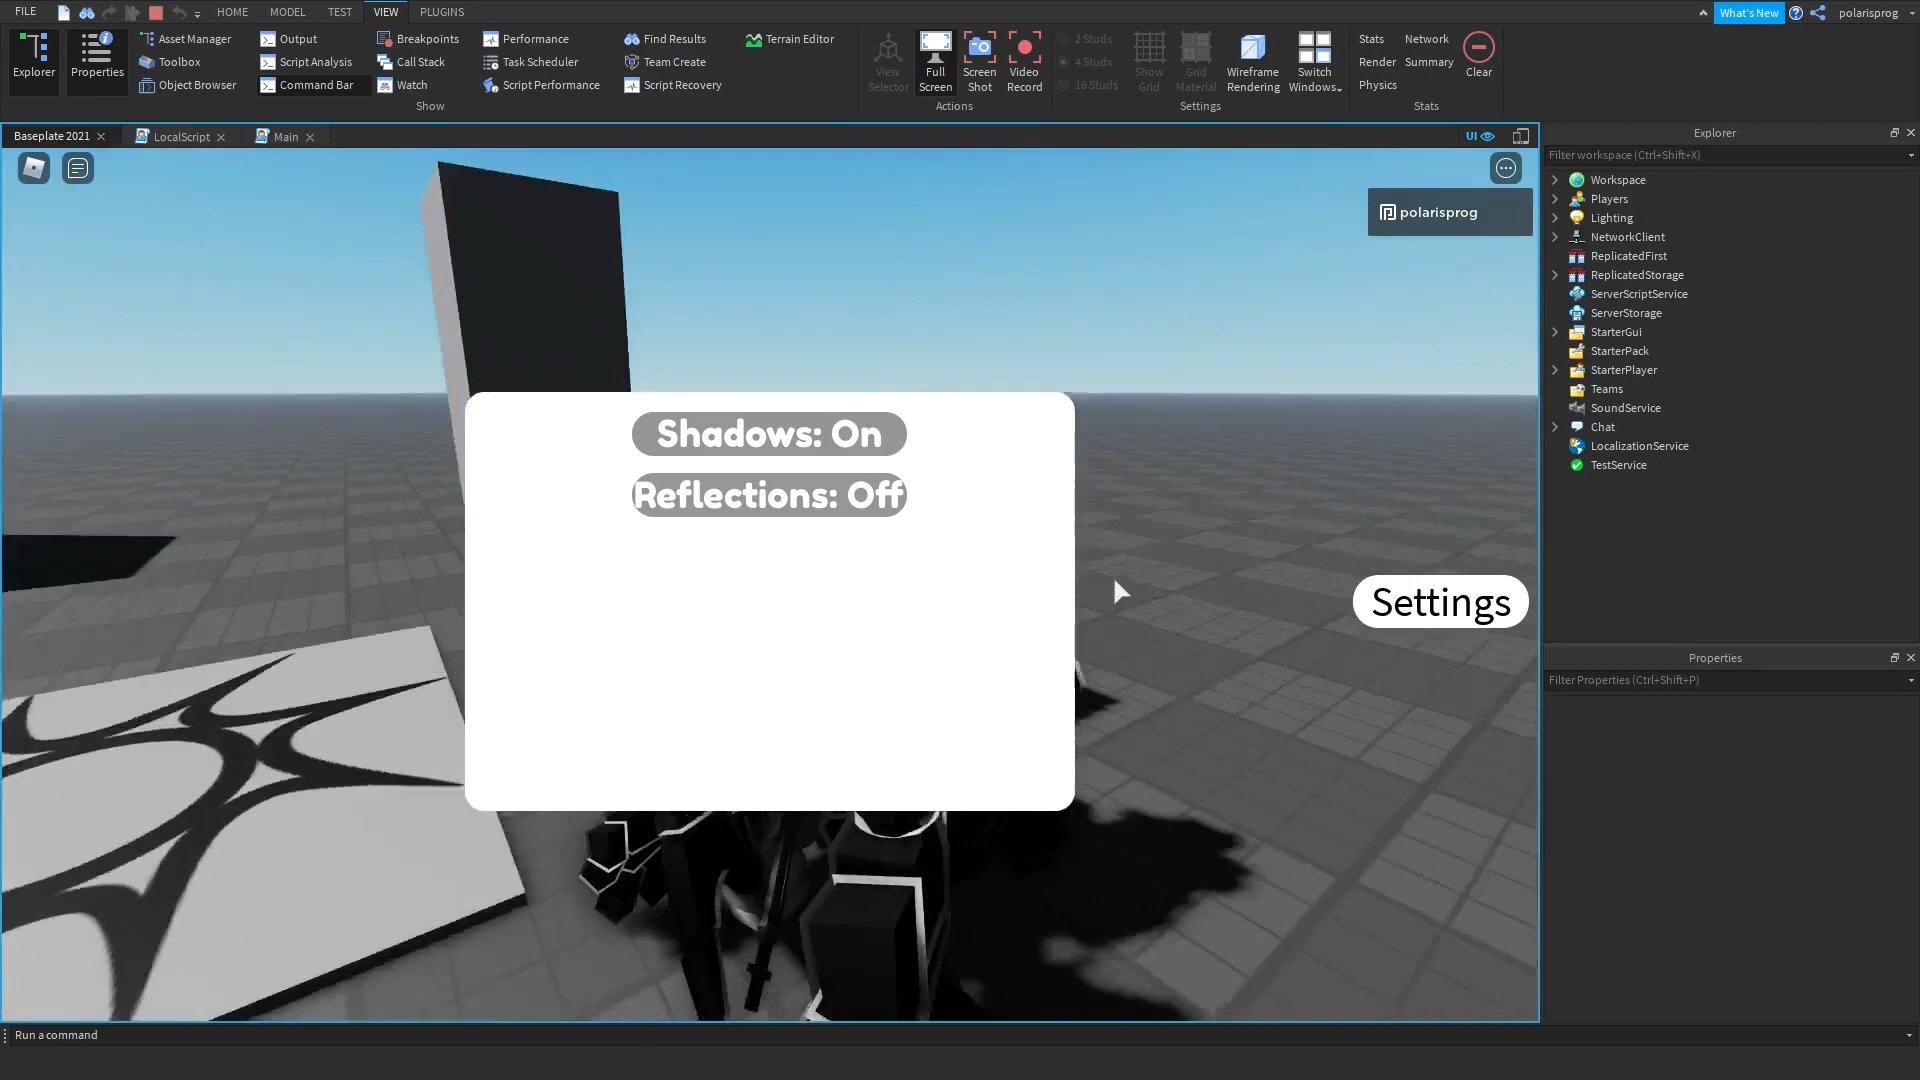 FILE HOME MODEL TEST VIEW PLUGINS What's New polarisprog
Explorer
Properties
Asset Manager
Toolbox
Object Browser
Output
Script Analysis
Command Bar
Breakpoints
Call Stack
Watch
Performance
Task Scheduler
Script Performance
Find Results
Team Create
Script Recovery
Terrain Editor
Show
View Selector
Full Screen
Screen Shot
Video Record
Actions
2 Studs
4 Studs
16 Studs
Show Grid
Grid Material
Wireframe Rendering
Switch Windows
Settings
Stats Network
Render Summary
Physics
Clear
Stats
Baseplate 2021 LocalScript Main UI
polarisprog
Shadows: On
Reflections: Off
Settings
Explorer
Filter workspace (Ctrl+Shift+X)
Workspace
Players
Lighting
NetworkClient
ReplicatedFirst
ReplicatedStorage
ServerScriptService
ServerStorage
StarterGui
StarterPack
StarterPlayer
Teams
SoundService
Chat
LocalizationService
TestService
Properties
Filter Properties (Ctrl+Shift+P)
Run a command